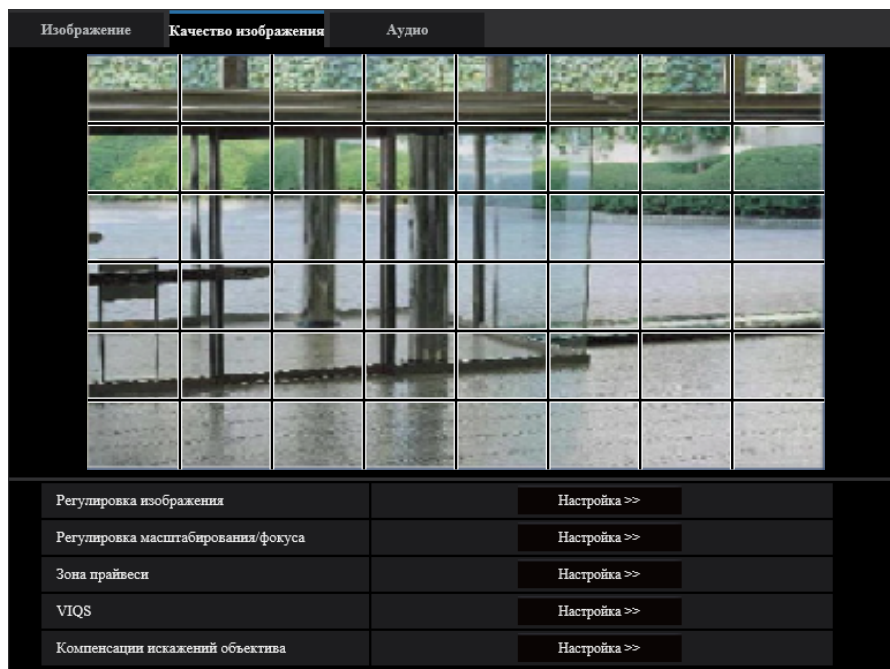 Изображение Качество изображения Аудио
Регулировка изображения Настройка >>
Регулировка масштабирования/фокуса Настройка >>
Зона прайвеси Настройка >>
VIQS Настройка >>
Компенсации искажений объектива Настройка >>